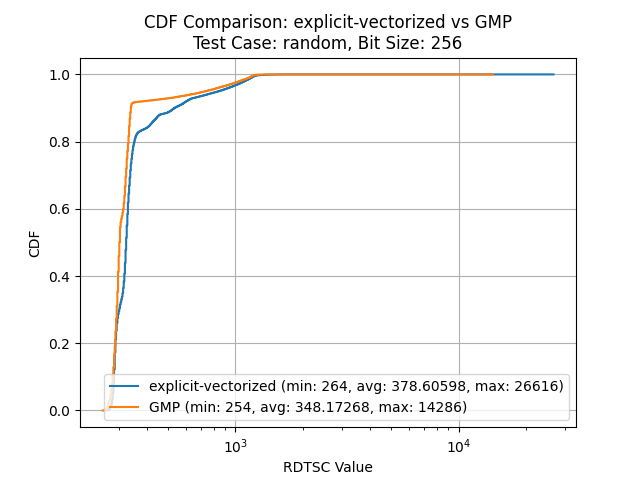 CDF Comparison: explicit-vectorized vs GMP
Test Case: random, Bit Size: 256
1.0
0.8
0.6
0.4
0.2
0.0
CDF
explicit-vectorized (min: 264, avg: 378.60598, max: 26616)
GMP (min: 254, avg: 348.17268, max: 14286)
10³ 10⁴
RDTSC Value